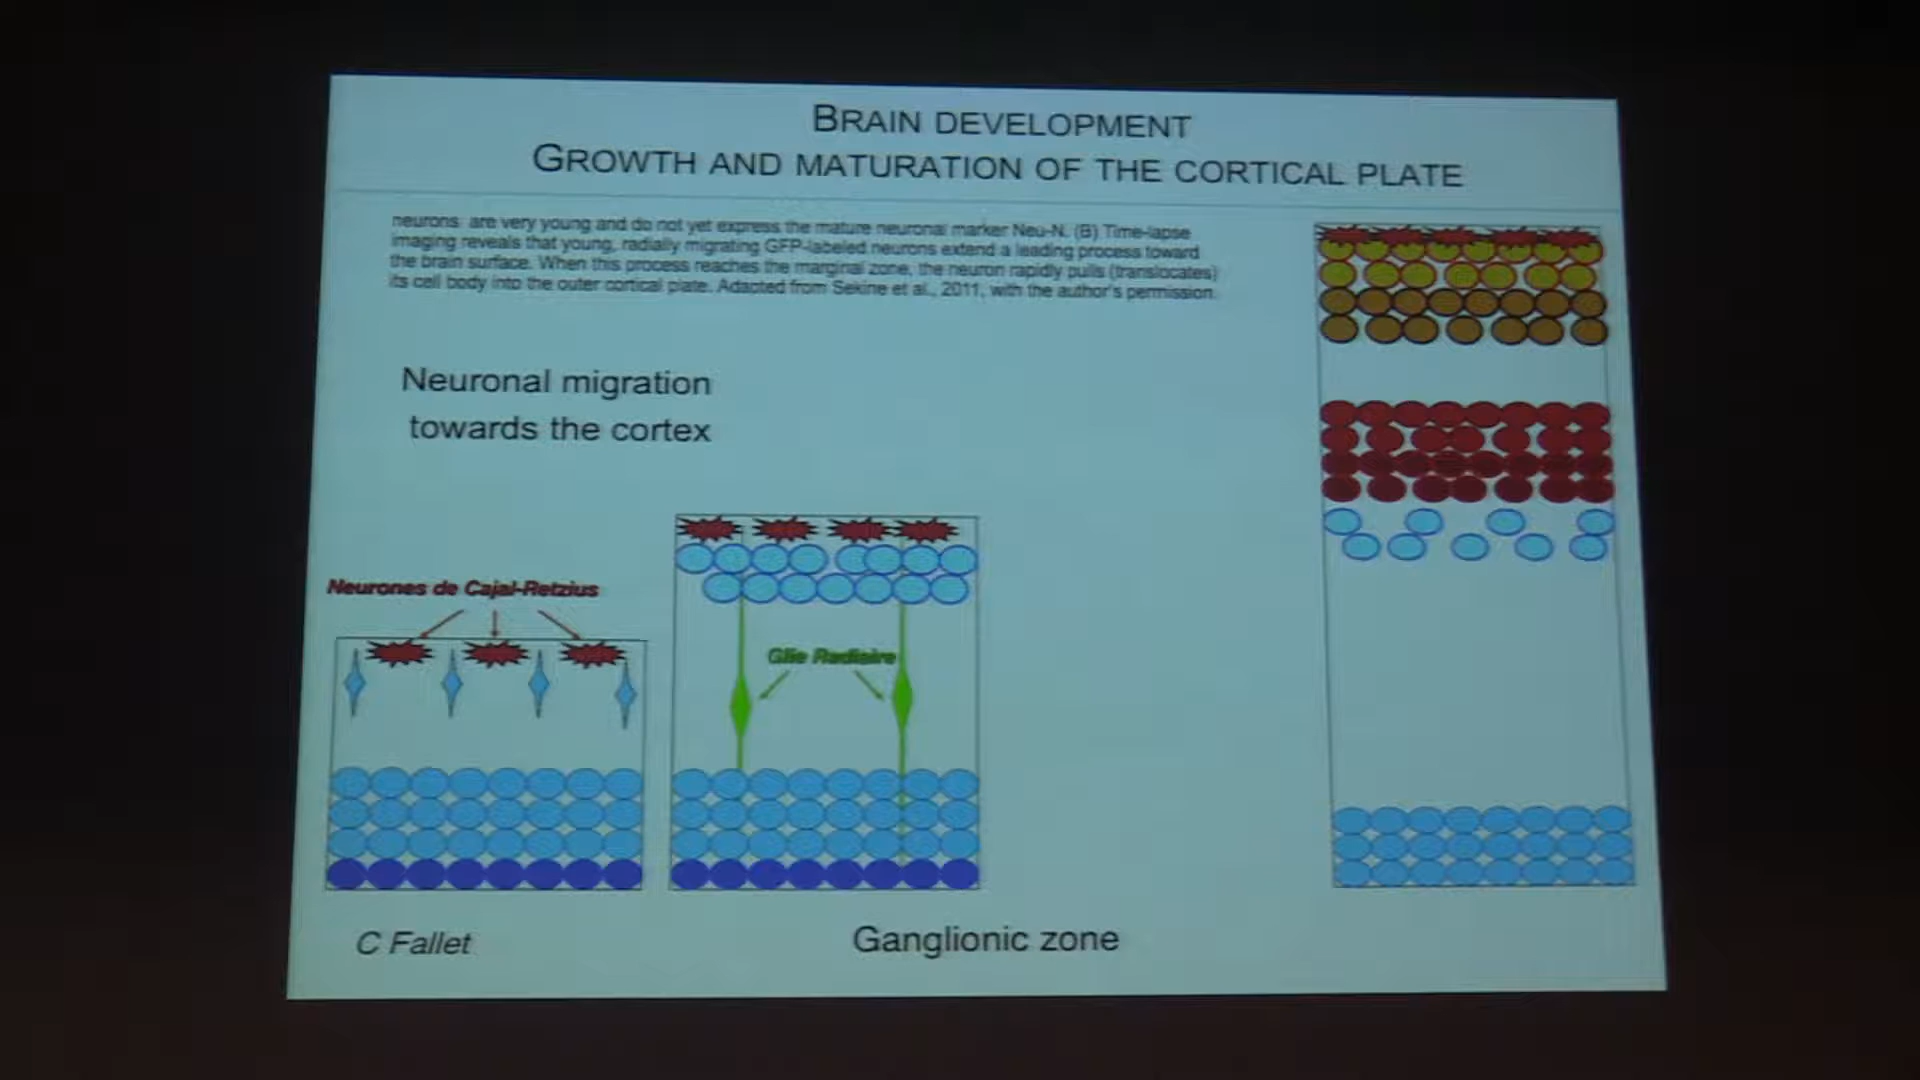 BRAIN DEVELOPMENT
GROWTH AND MATURATION OF THE CORTICAL PLATE
neurons are very young and do not yet express the mature neuronal marker Neu-N. (B) Time-lapse
imaging reveals that young, radially migrating GFP-labeled neurons extend a leading process toward
the brain surface. When this process reaches the marginal zone, the neuron rapidly pulls (translocates)
its cell body into the outer cortical plate. Adapted from Sekine et al., 2011, with the author's permission.
Neuronal migration
towards the cortex
Neurones de Cajal-Retzius
Glie Radiaire
C Fallet
Ganglionic zone